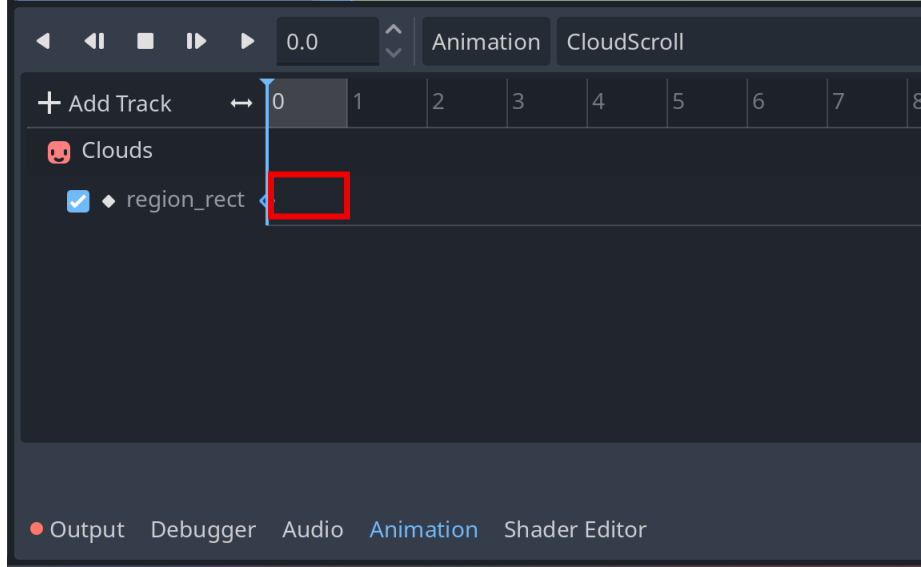 0.0 Animation CloudScroll
Add Track 0 1 2 3 4 5 6 7 8
Clouds
region_rect
Output Debugger Audio Animation Shader Editor